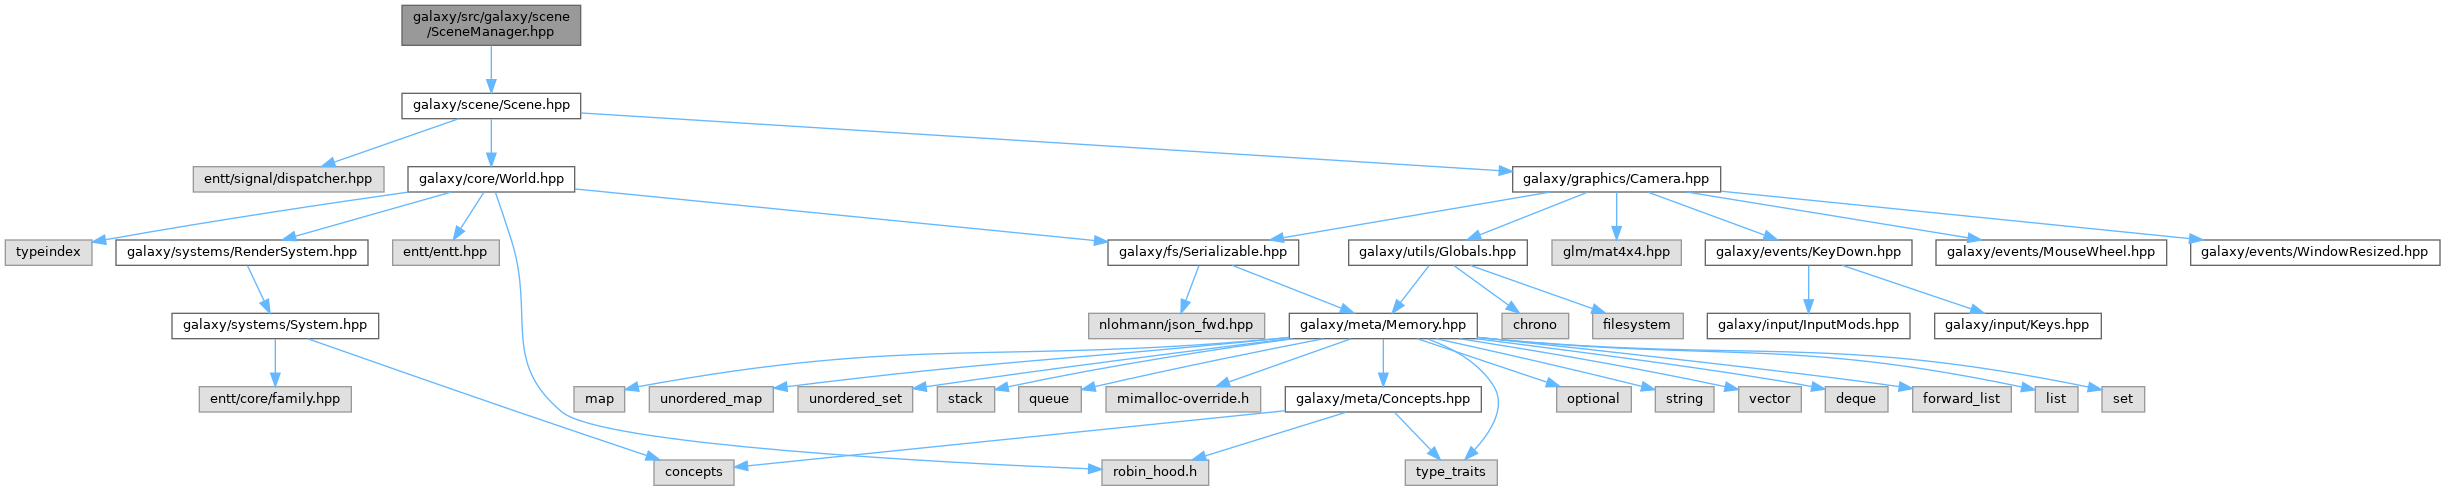 galaxy/src/galaxy/scene
/SceneManager.hpp
galaxy/scene/Scene.hpp
entt/signal/dispatcher.hpp
galaxy/core/World.hpp
galaxy/graphics/Camera.hpp
typeindex
galaxy/systems/RenderSystem.hpp
entt/entt.hpp
galaxy/fs/Serializable.hpp
galaxy/utils/Globals.hpp
glm/mat4x4.hpp
galaxy/events/KeyDown.hpp
galaxy/events/MouseWheel.hpp
galaxy/events/WindowResized.hpp
galaxy/systems/System.hpp
nlohmann/json_fwd.hpp
galaxy/meta/Memory.hpp
chrono
filesystem
galaxy/input/InputMods.hpp
galaxy/input/Keys.hpp
entt/core/family.hpp
map
unordered_map
unordered_set
stack
queue
mimalloc-override.h
galaxy/meta/Concepts.hpp
optional
string
vector
deque
forward_list
list
set
concepts
robin_hood.h
type_traits